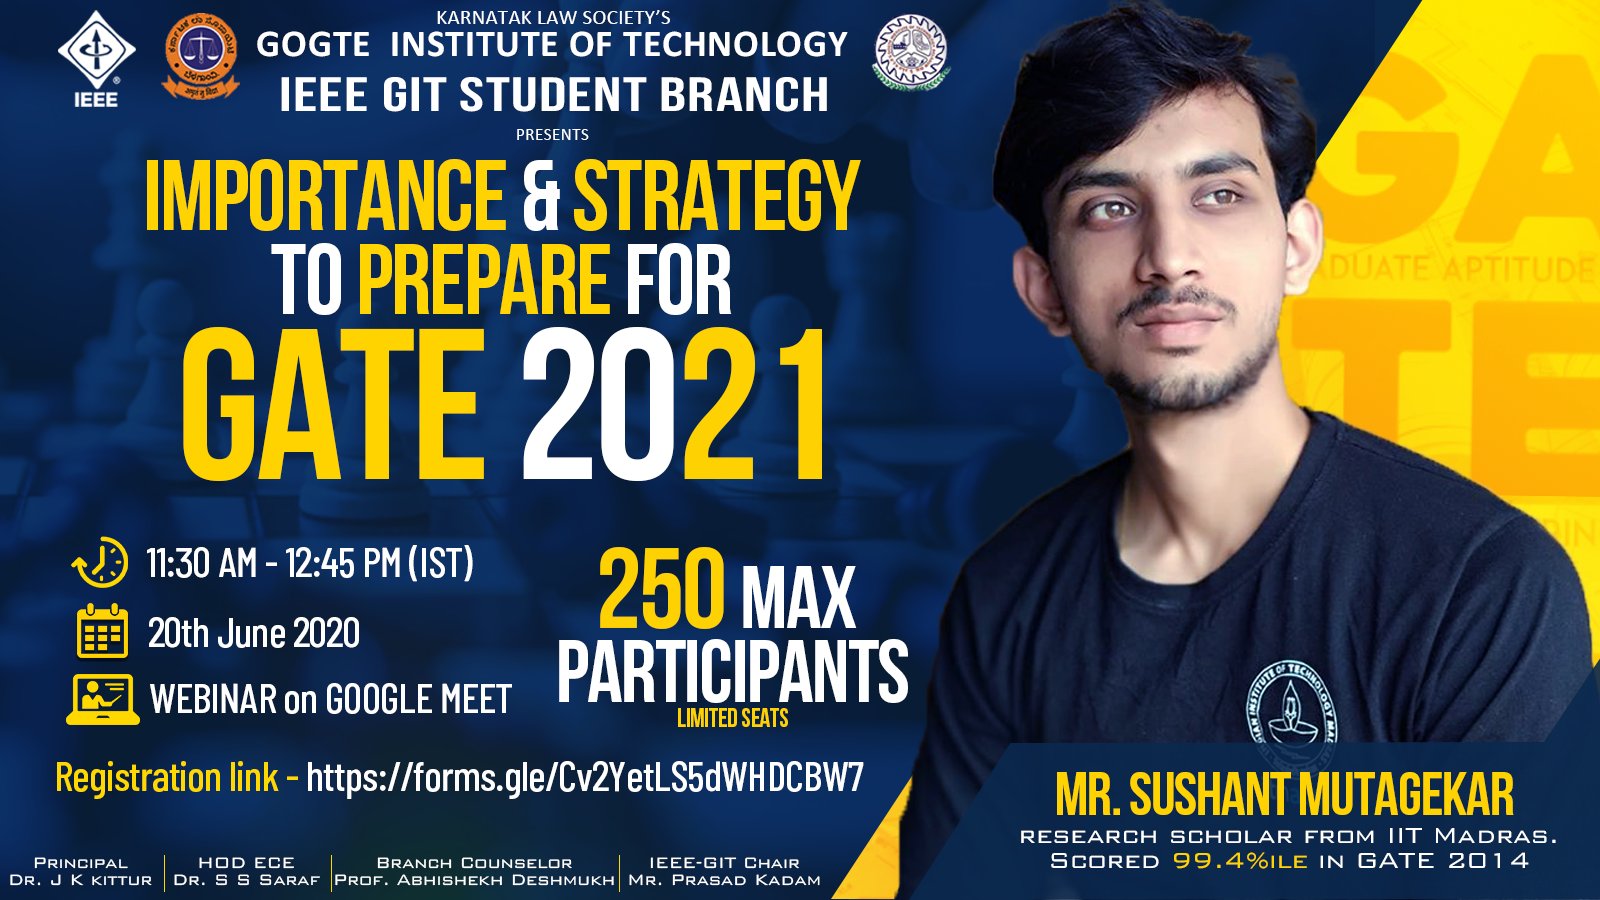 KARNATAK LAW SOCIETY'S
GOGTE INSTITUTE OF TECHNOLOGY
IEEE GIT STUDENT BRANCH
IEEE
PRESENTS
IMPORTANCE & STRATEGY
TO PREPARE FOR
GATE 2021
11:30 AM - 12:45 PM (IST)
20th June 2020
WEBINAR on GOOGLE MEET
250 MAX
PARTICIPANTS
LIMITED SEATS
Registration link - https://forms.gle/Cv2YetLS5dWHDCBW7
PRINCIPAL
DR. J K KITTUR
HOD ECE
DR. S S SARAF
BRANCH COUNSELOR
PROF. ABHISHEKH DESHMUKH
IEEE-GIT CHAIR
MR. PRASAD KADAM
GA
DUATE APTITUDE
TE
MR. SUSHANT MUTAGEKAR
RESEARCH SCHOLAR FROM IIT MADRAS.
SCORED 99.4%ILE IN GATE 2014